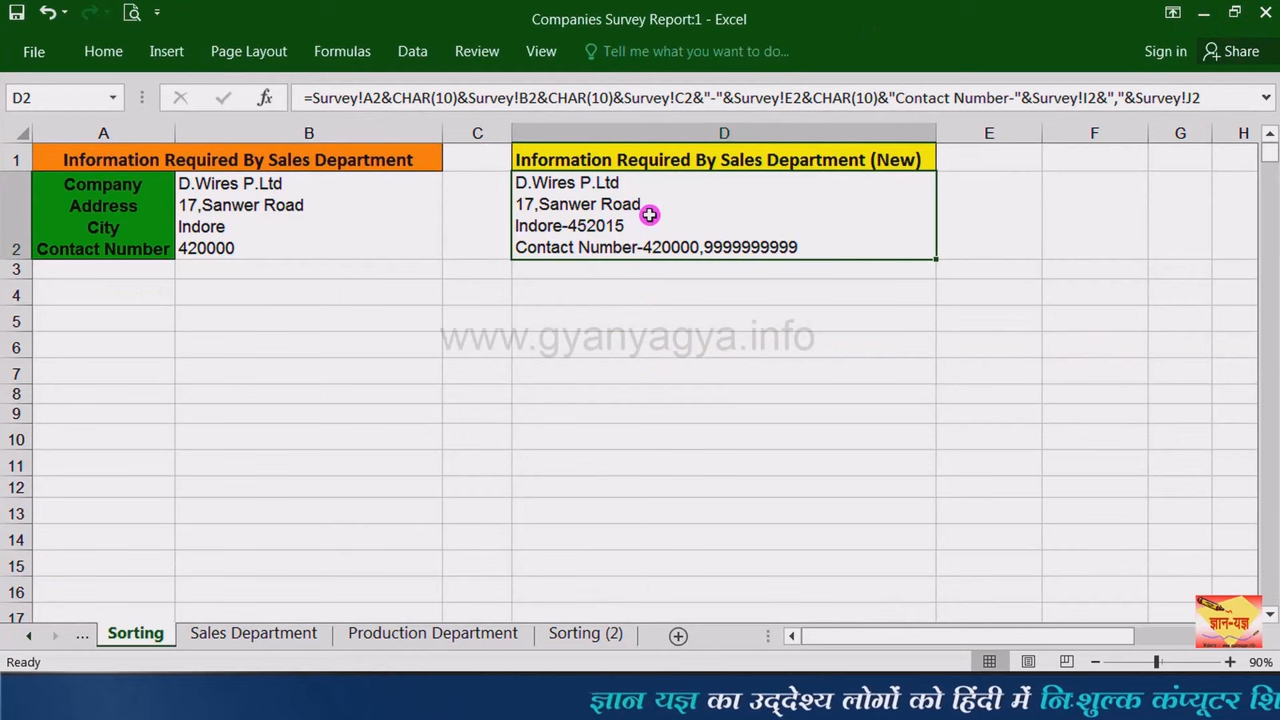 Companies Survey Report:1 - Excel
File Home Insert Page Layout Formulas Data Review View Tell me what you want to do... Sign in Share
D2 fx =Survey!A2&CHAR(10)&Survey!B2&CHAR(10)&Survey!C2&"-"&Survey!E2&CHAR(10)&"Contact Number-"&Survey!I2&","&Survey!J2
A B C D E F G H
1 Information Required By Sales Department Information Required By Sales Department (New)
Company D.Wires P.Ltd D.Wires P.Ltd
Address 17,Sanwer Road 17,Sanwer Road
City Indore Indore-452015
2 Contact Number 420000 Contact Number-420000,9999999999
3
4
5
www.gyanyagya.info
6
7
8
9
10
11
12
13
14
15
16
17
ज्ञान-यज्ञ
... Sorting Sales Department Production Department Sorting (2)
Ready 90%
ज्ञान यज्ञ का उद्देश्य लोगों को हिंदी में निःशुल्क कंप्यूटर शि